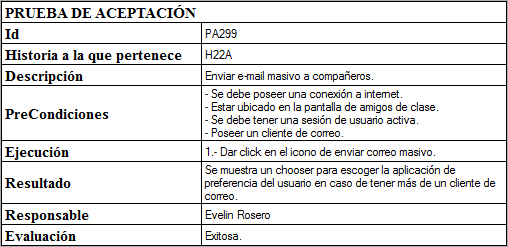 PRUEBA DE ACEPTACIÓN
Id PA299
Historia a la que pertenece H22A
Descripción Enviar e-mail masivo a compañeros.
PreCondiciones - Se debe poseer una conexión a internet.
- Estar ubicado en la pantalla de amigos de clase.
- Se debe tener una sesión de usuario activa.
- Poseer un cliente de correo.
Ejecución 1.- Dar click en el icono de enviar correo masivo.
Resultado Se muestra un chooser para escoger la aplicación de
preferencia del usuario en caso de tener más de un cliente de
correo.
Responsable Evelin Rosero
Evaluación Exitosa.